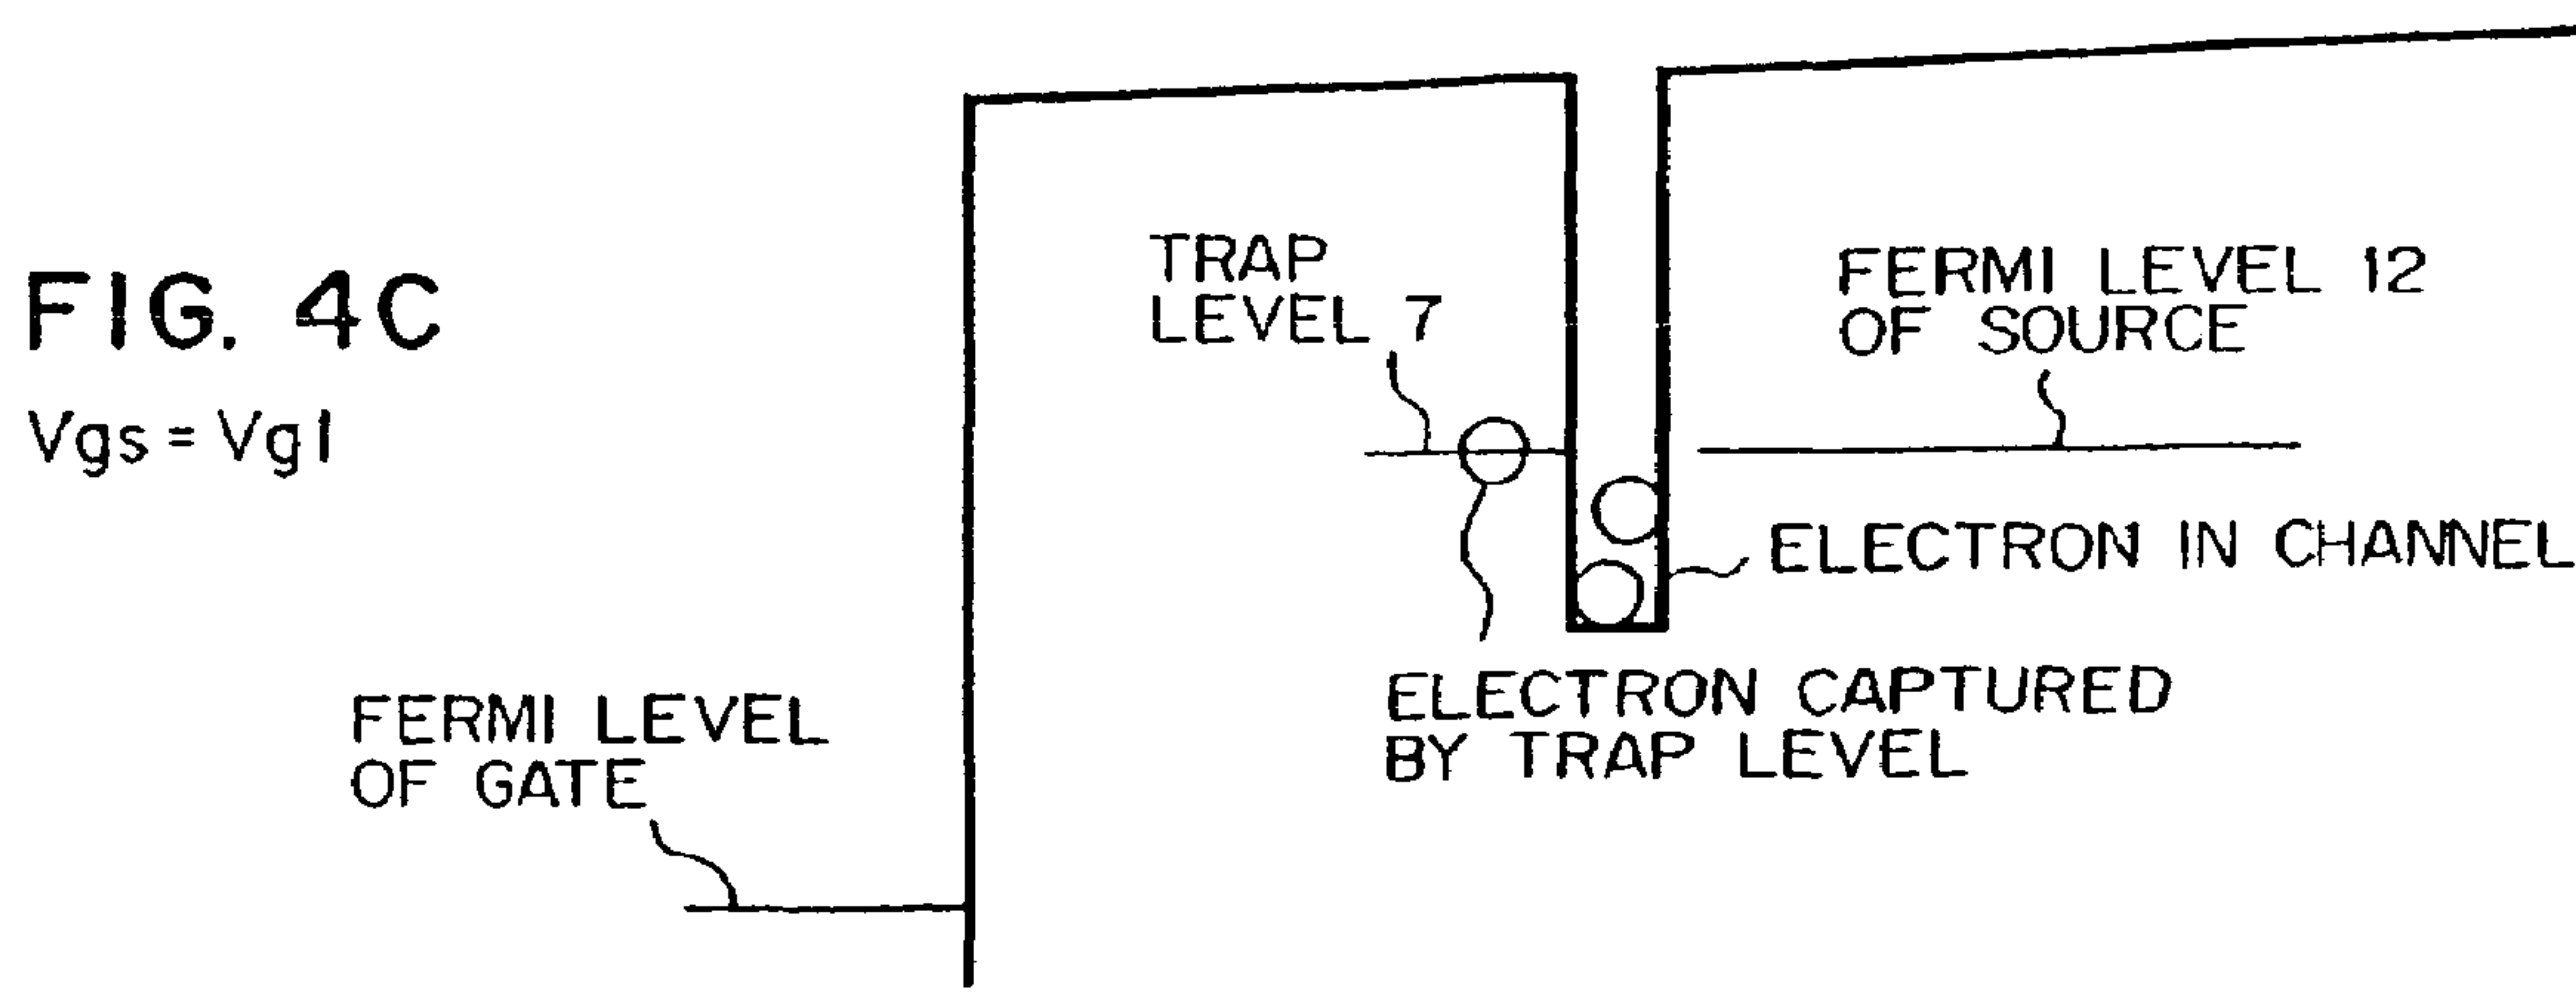 FIG. 4C
Vgs = Vg1
TRAP
LEVEL 7
FERMI LEVEL 12
OF SOURCE
ELECTRON IN CHANNEL
ELECTRON CAPTURED
BY TRAP LEVEL
FERMI LEVEL
OF GATE